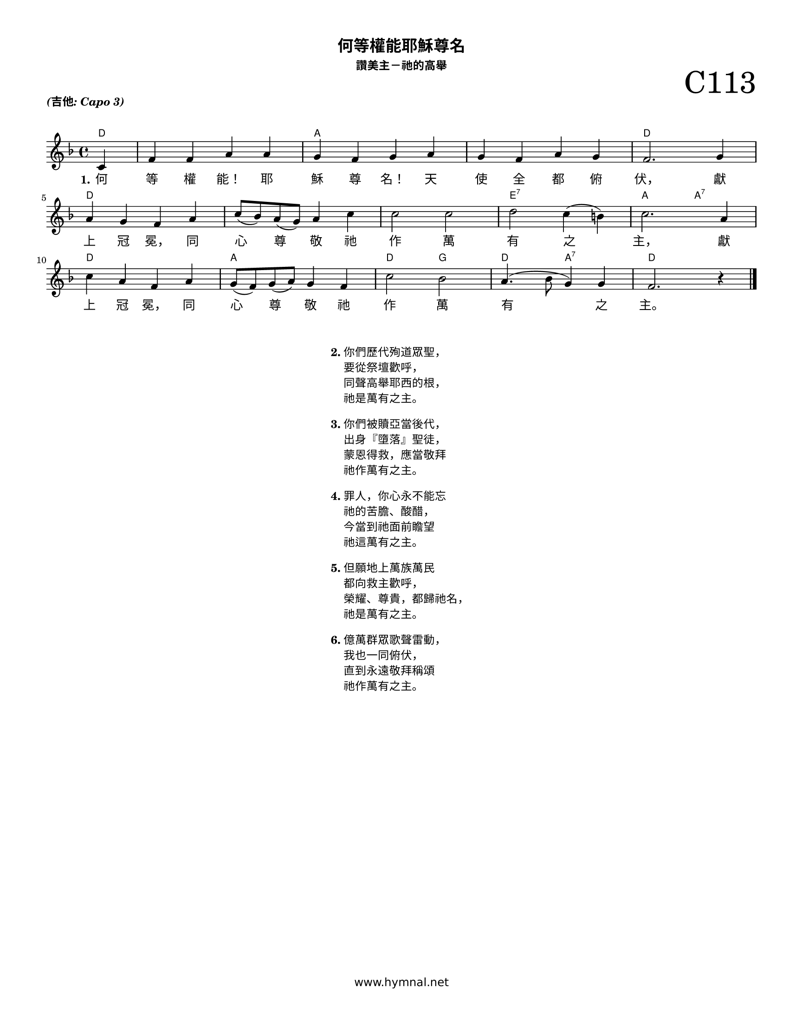 何等權能耶穌尊名
讚美主－祂的高舉
C113
(吉他: Capo 3)
D A D
1. 何 等 權 能！ 耶 穌 尊 名！ 天 使 全 都 俯 伏， 獻
5
D E7 A A7
上 冠 冕， 同 心 尊 敬 祂 作 萬 有 之 主， 獻
10
D A D G D A7 D
上 冠 冕， 同 心 尊 敬 祂 作 萬 有 之 主。
2. 你們歷代殉道眾聖，
要從祭壇歡呼，
同聲高舉耶西的根，
祂是萬有之主。
3. 你們被贖亞當後代，
出身『墮落』聖徒，
蒙恩得救，應當敬拜
祂作萬有之主。
4. 罪人，你心永不能忘
祂的苦膽、酸醋，
今當到祂面前瞻望
祂這萬有之主。
5. 但願地上萬族萬民
都向救主歡呼，
榮耀、尊貴，都歸祂名，
祂是萬有之主。
6. 億萬群眾歌聲雷動，
我也一同俯伏，
直到永遠敬拜稱頌
祂作萬有之主。
www.hymnal.net